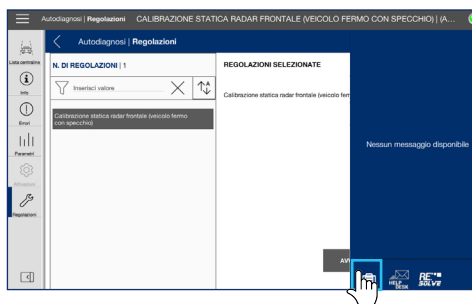 Autodiagnosi | Regolazioni CALIBRAZIONE STATICA RADAR FRONTALE (VEICOLO FERMO CON SPECCHIO) | (A...
Autodiagnosi | Regolazioni
Lista centraline
Info
Errori
Parametri
Attivazioni
Regolazioni
N. DI REGOLAZIONI | 1
Inserisci valore
Calibrazione statica radar frontale (veicolo fermo
con specchio)
REGOLAZIONI SELEZIONATE
Calibrazione statica radar frontale (veicolo fer
AVV
Nessun messaggio disponibile
HELP
DESK
RE
SOLVE